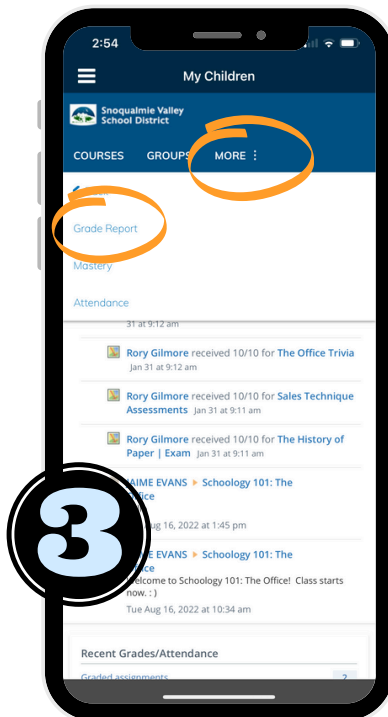 2:54
My Children
Snoqualmie Valley
School District
COURSES GROUPS MORE
Grade Report
Mastery
Attendance
31 at 9:12 am
Rory Gilmore received 10/10 for The Office Trivia
Jan 31 at 9:12 am
Rory Gilmore received 10/10 for Sales Technique
Assessments Jan 31 at 9:11 am
Rory Gilmore received 10/10 for The History of
Paper | Exam Jan 31 at 9:11 am
JAIME EVANS Schoology 101: The
Aug 16, 2022 at 1:45 pm
3
EVANS Schoology 101: The
Welcome to Schoology 101: The Office! Class starts
now. : )
Tue Aug 16, 2022 at 10:34 am
Recent Grades/Attendance
Graded assignments 2